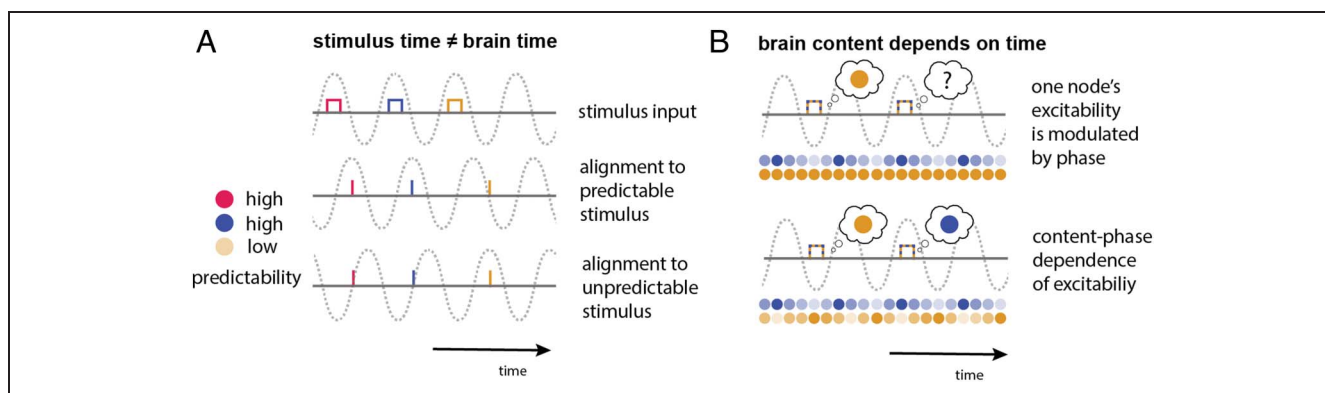 A
stimulus time ≠ brain time
stimulus input
alignment to
predictable
stimulus
high
high
low
predictability
alignment to
unpredictable
stimulus
time
B
brain content depends on time
?
one node's
excitability
is modulated
by phase
content-phase
dependence
of excitabiliy
time